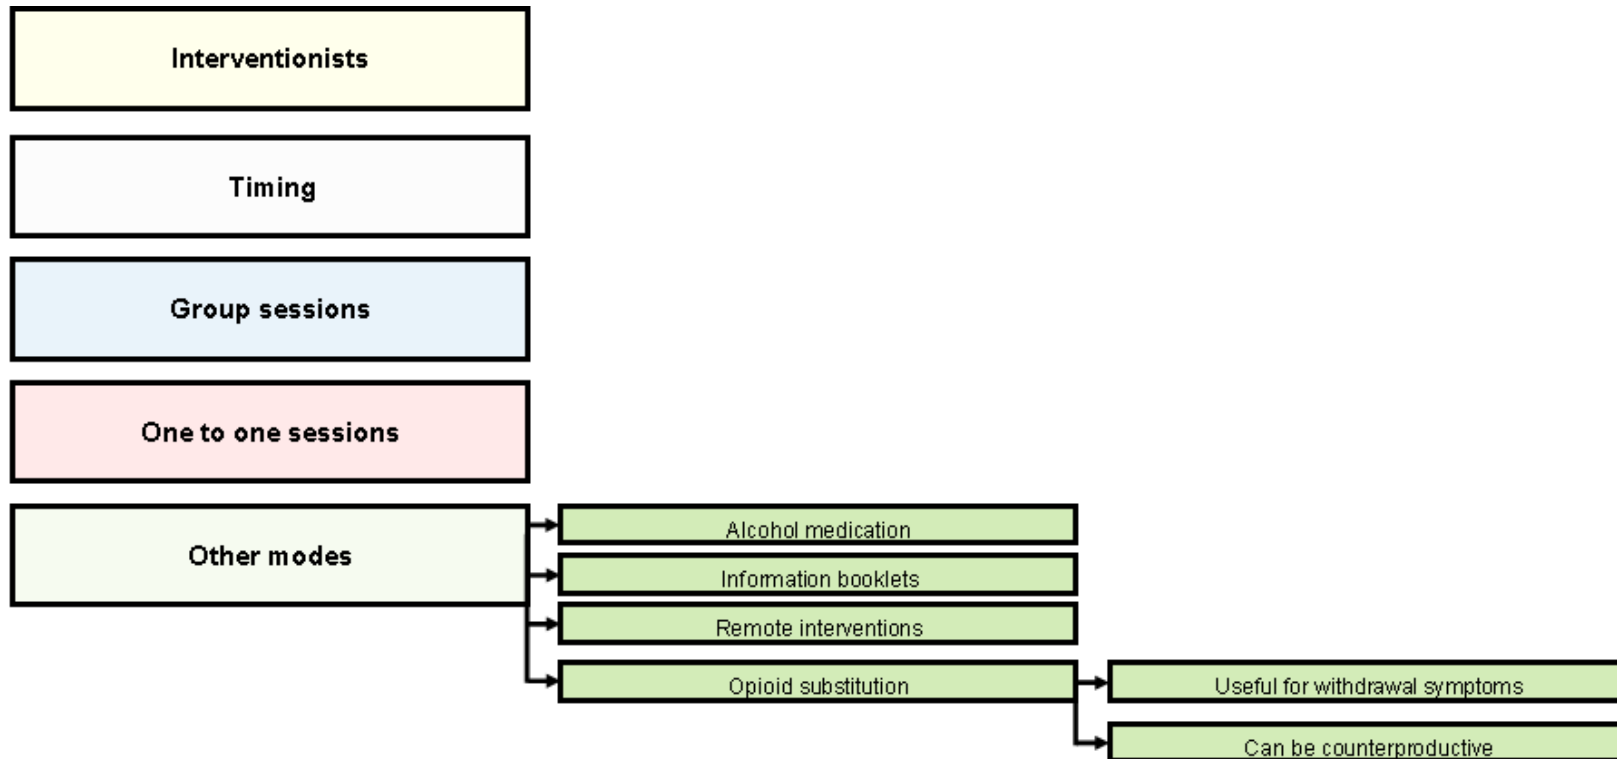 Interventionists
Timing
Group sessions
One to one sessions
Other modes
Alcohol medication
Information booklets
Remote interventions
Opioid substitution
Useful for withdrawal symptoms
Can be counterproductive